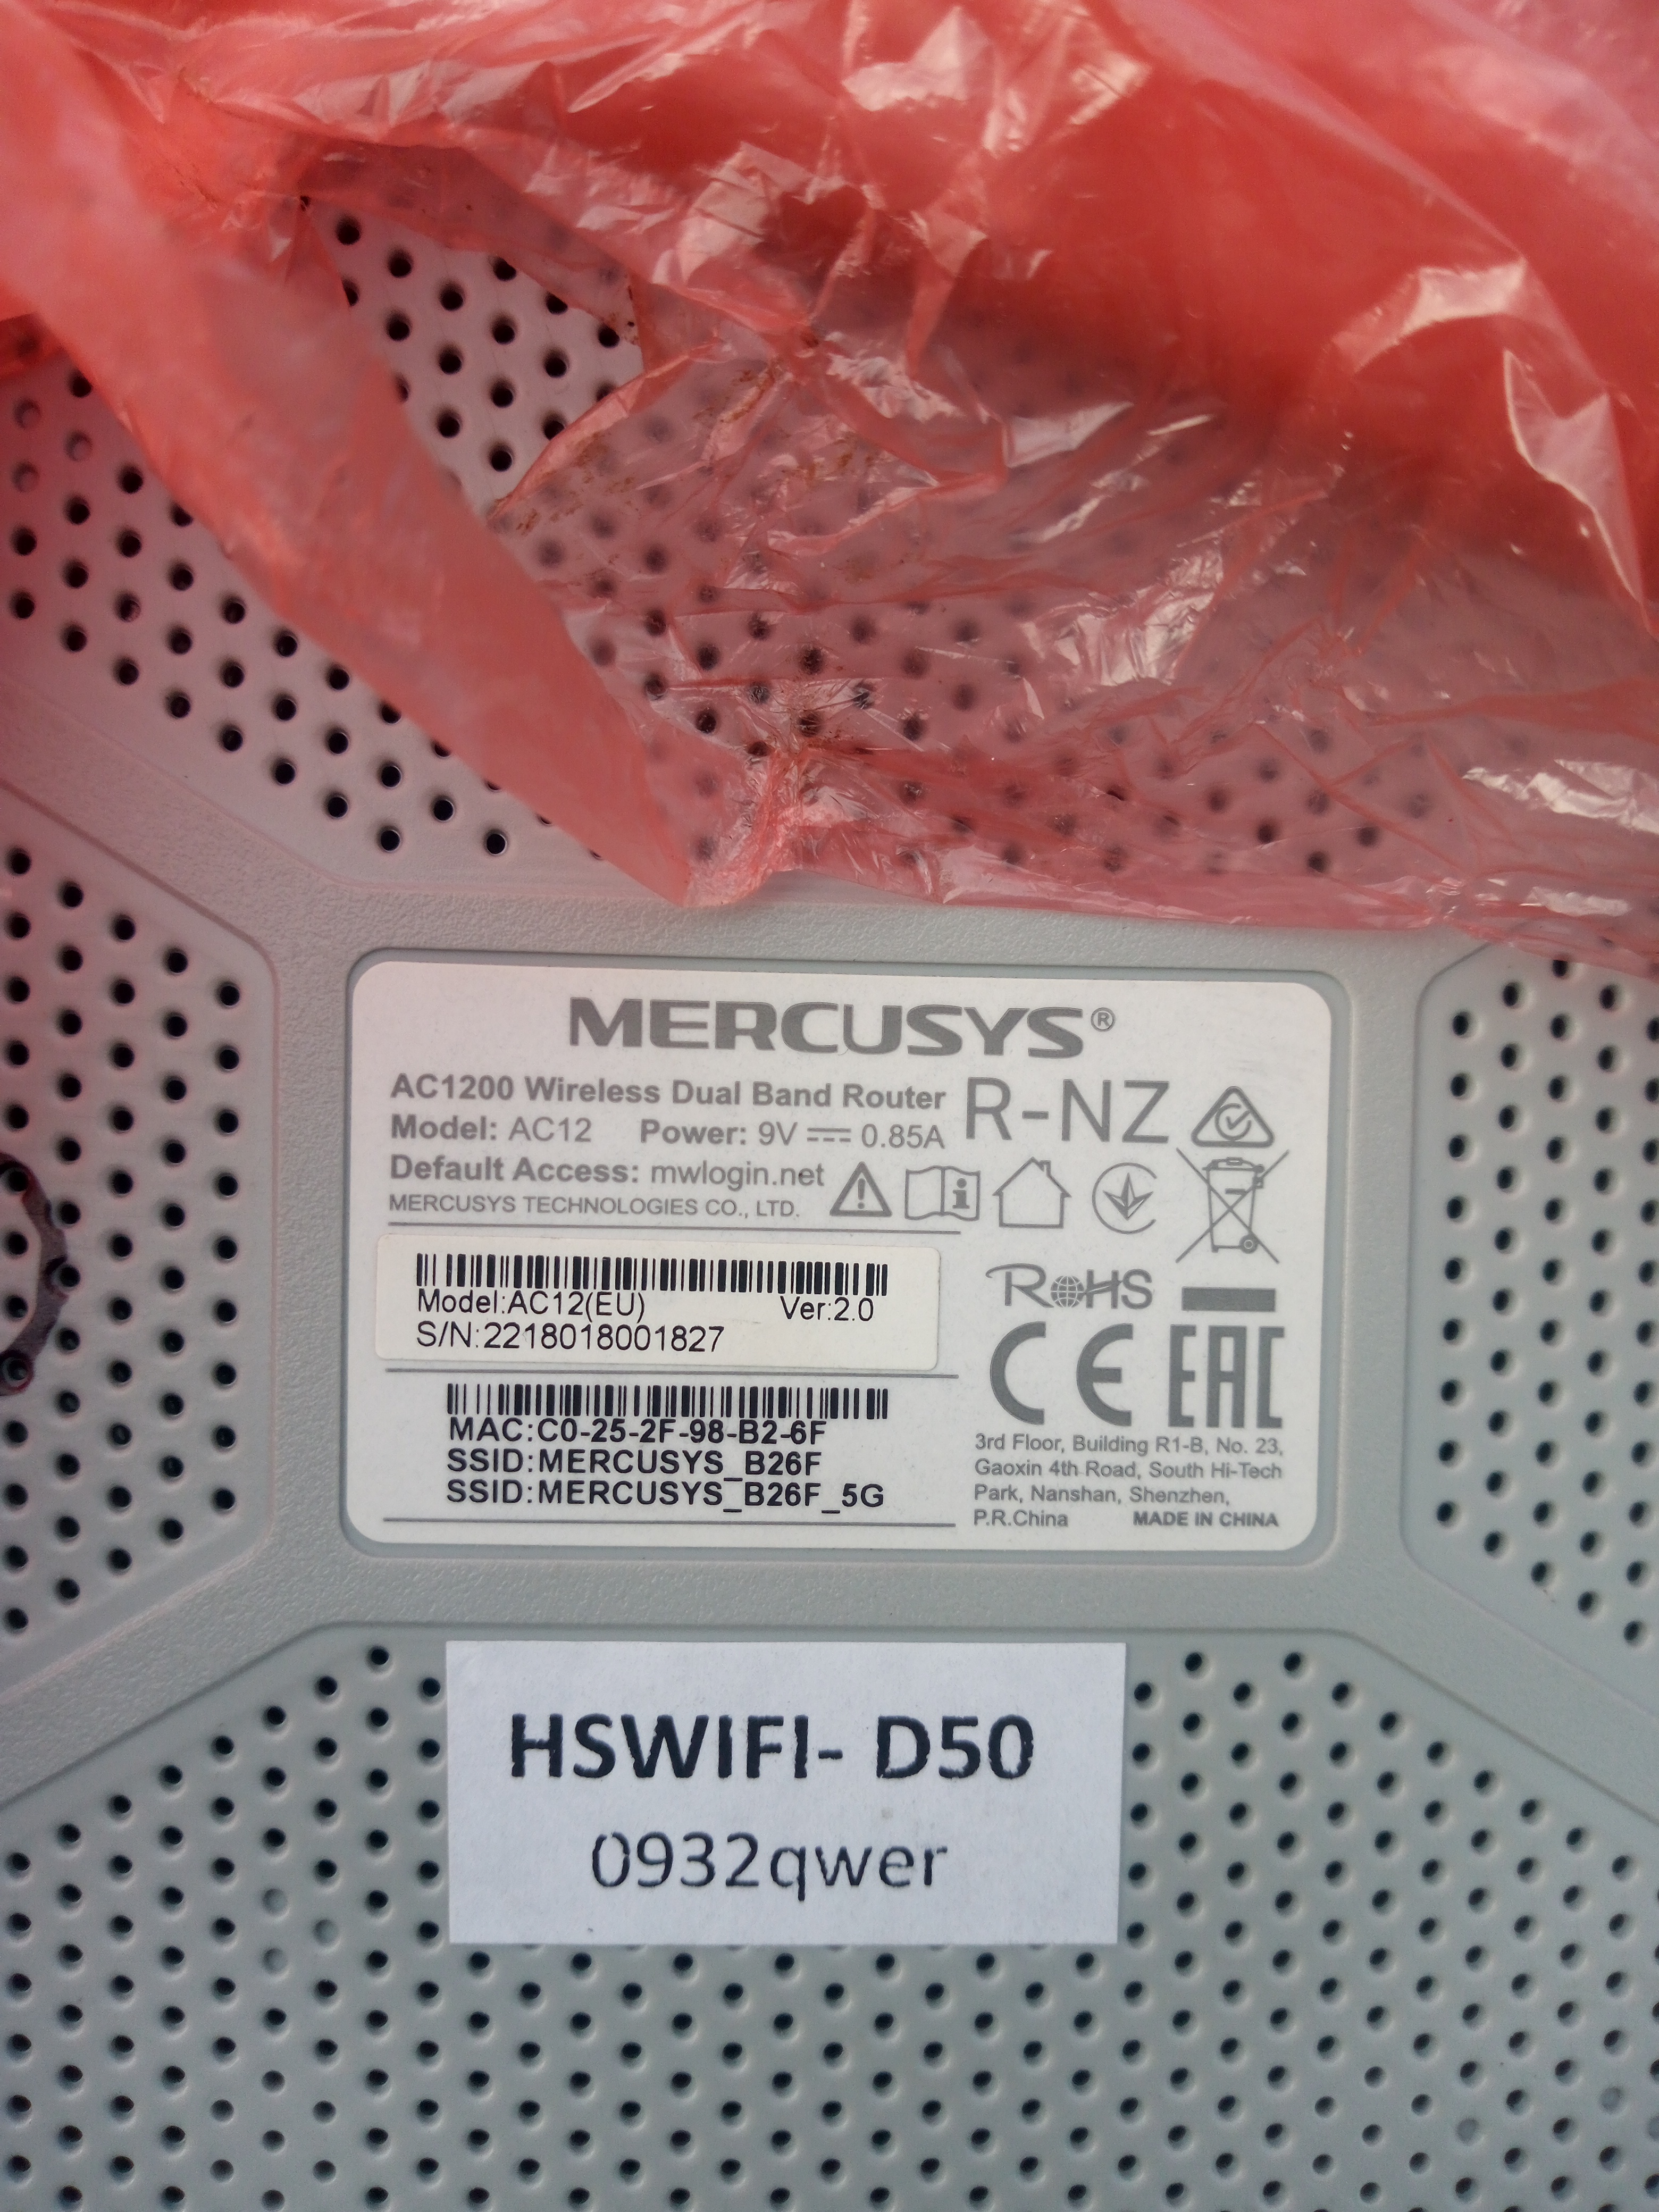 MERCUSYS®
AC1200 Wireless Dual Band Router
R-NZ
Model: AC12 Power: 9V ⎓ 0.85A
Default Access: mwlogin.net
MERCUSYS TECHNOLOGIES CO., LTD.
Model:AC12(EU) Ver:2.0
S/N:2218018001827
RoHS
CE EAC
MAC:C0-25-2F-98-B2-6F
SSID:MERCUSYS_B26F
SSID:MERCUSYS_B26F_5G
3rd Floor, Building R1-B, No. 23,
Gaoxin 4th Road, South Hi-Tech
Park, Nanshan, Shenzhen,
P.R.China MADE IN CHINA
HSWIFI- D50
0932qwer